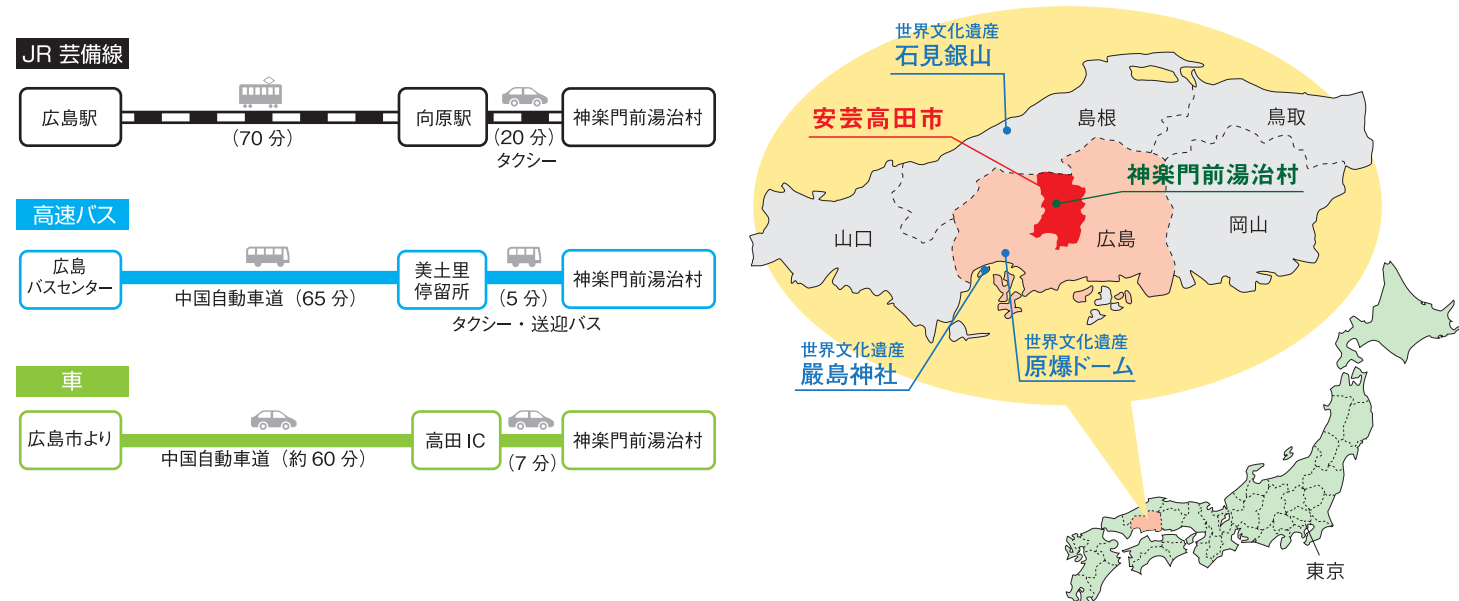 JR 芸備線
広島駅
(70 分)
向原駅
(20 分)
タクシー
神楽門前湯治村
高速バス
広島
バスセンター
中国自動車道（65 分）
美土里
停留所
（5 分）
タクシー・送迎バス
神楽門前湯治村
車
広島市より
中国自動車道（約 60 分）
高田 IC
（7 分）
神楽門前湯治村
世界文化遺産
石見銀山
安芸高田市
島根
鳥取
神楽門前湯治村
山口
広島
岡山
世界文化遺産
嚴島神社
世界文化遺産
原爆ドーム
東京